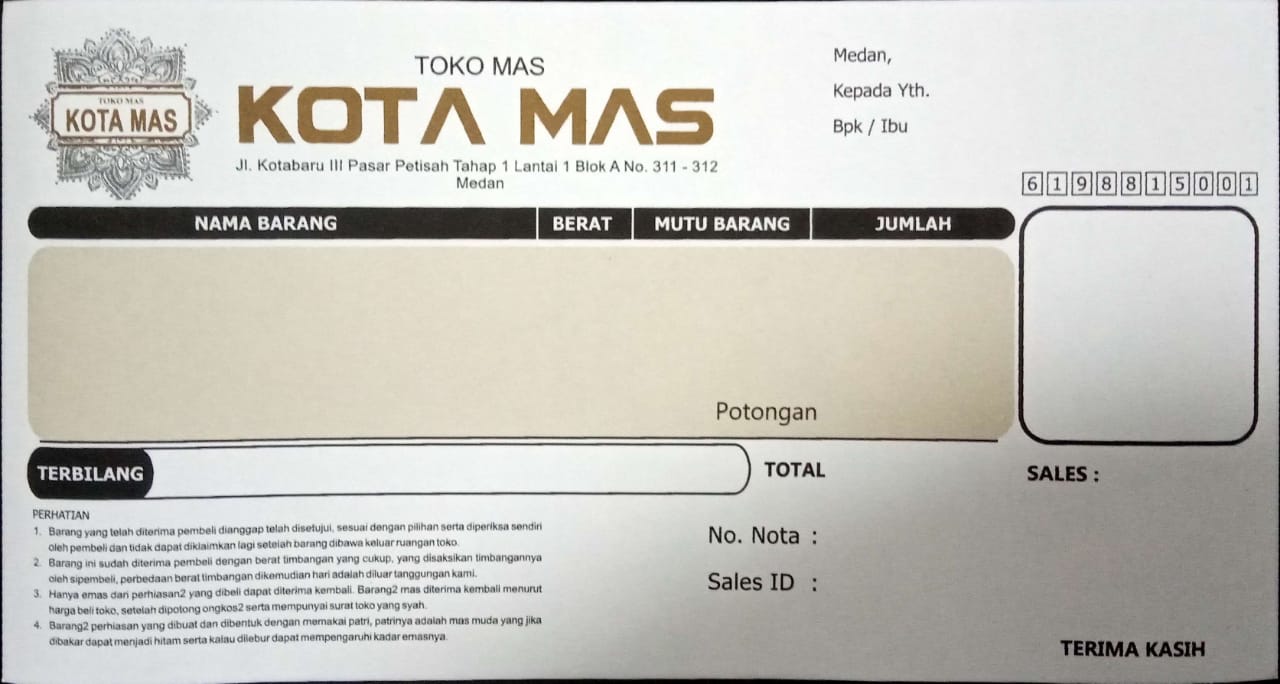 TOKO MAS
KOTA MAS
TOKO MAS
KOTA MAS
Jl. Kotabaru III Pasar Petisah Tahap 1 Lantai 1 Blok A No. 311 - 312
Medan
Medan,
Kepada Yth.
Bpk / Ibu
6198815001
NAMA BARANG BERAT MUTU BARANG JUMLAH
Potongan
TERBILANG
TOTAL
SALES :
PERHATIAN
1. Barang yang telah diterima pembeli dianggap telah disetujui, sesuai dengan pilihan serta diperiksa sendiri
oleh pembeli dan tidak dapat diklaimkan lagi setelah barang dibawa keluar ruangan toko.
2. Barang ini sudah diterima pembeli dengan berat timbangan yang cukup, yang disaksikan timbangannya
oleh sipembeli, perbedaan berat timbangan dikemudian hari adalah diluar tanggungan kami.
3. Hanya emas dan perhiasan2 yang dibeli dapat diterima kembali. Barang2 mas diterima kembali menurut
harga beli toko, setelah dipotong ongkos2 serta mempunyai surat toko yang syah.
4. Barang2 perhiasan yang dibuat dan dibentuk dengan memakai patri, patrinya adalah mas muda yang jika
dibakar dapat menjadi hitam serta kalau dilebur dapat mempengaruhi kadar emasnya.
No. Nota :
Sales ID :
TERIMA KASIH